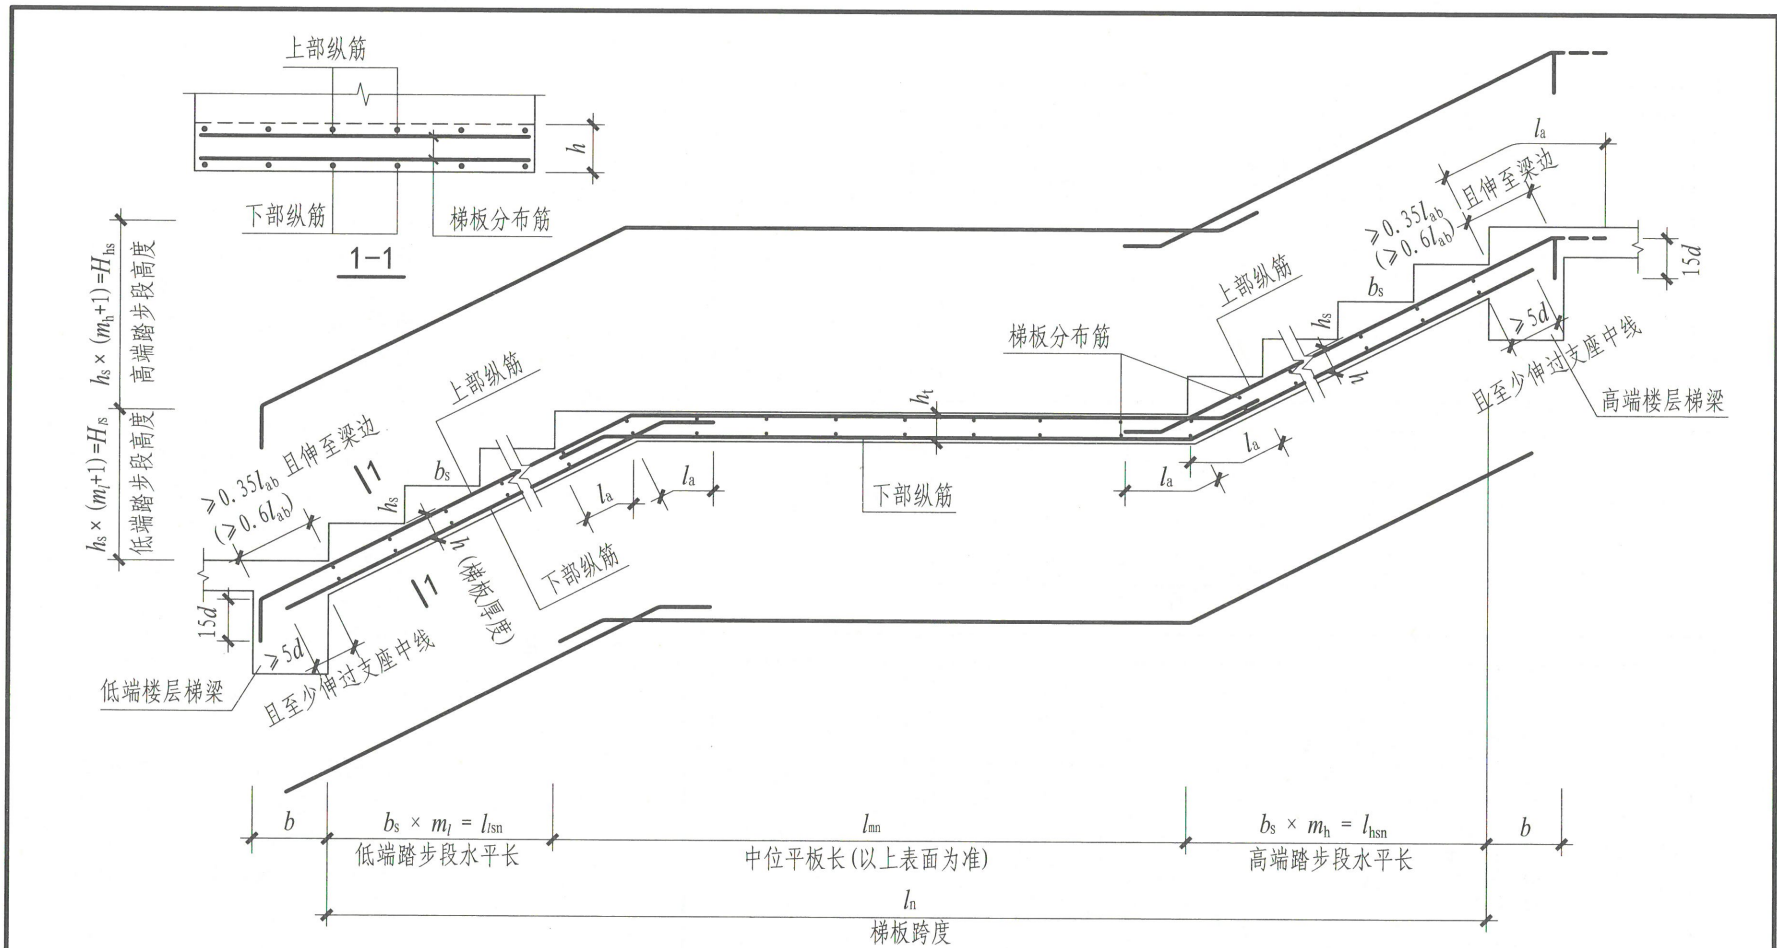 上部纵筋
h
下部纵筋
梯板分布筋
1-1
hs×(mh+1)=Hhs
高端踏步段高度
hs×(ml+1)=Hls
低端踏步段高度
la
且伸至梁边
≥0.35lab
(≥0.6lab)
15d
上部纵筋
bs
hs
h
≥5d
且至少伸过支座中线
高端楼层梯梁
梯板分布筋
ht
上部纵筋
≥0.35lab 且伸至梁边
(≥0.6lab)
1
bs
hs
la
la
la
la
下部纵筋
下部纵筋
h (梯板厚度)
1
15d
≥5d
且至少伸过支座中线
低端楼层梯梁
b
bs × ml = llsn
低端踏步段水平长
lmn
中位平板长(以上表面为准)
bs × mh = lhsn
高端踏步段水平长
b
ln
梯板跨度